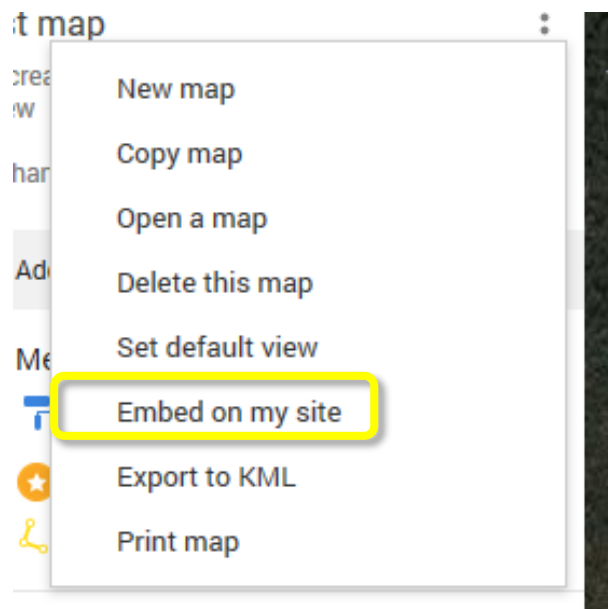 st map
New map
Copy map
Open a map
Delete this map
Set default view
Embed on my site
Export to KML
Print map